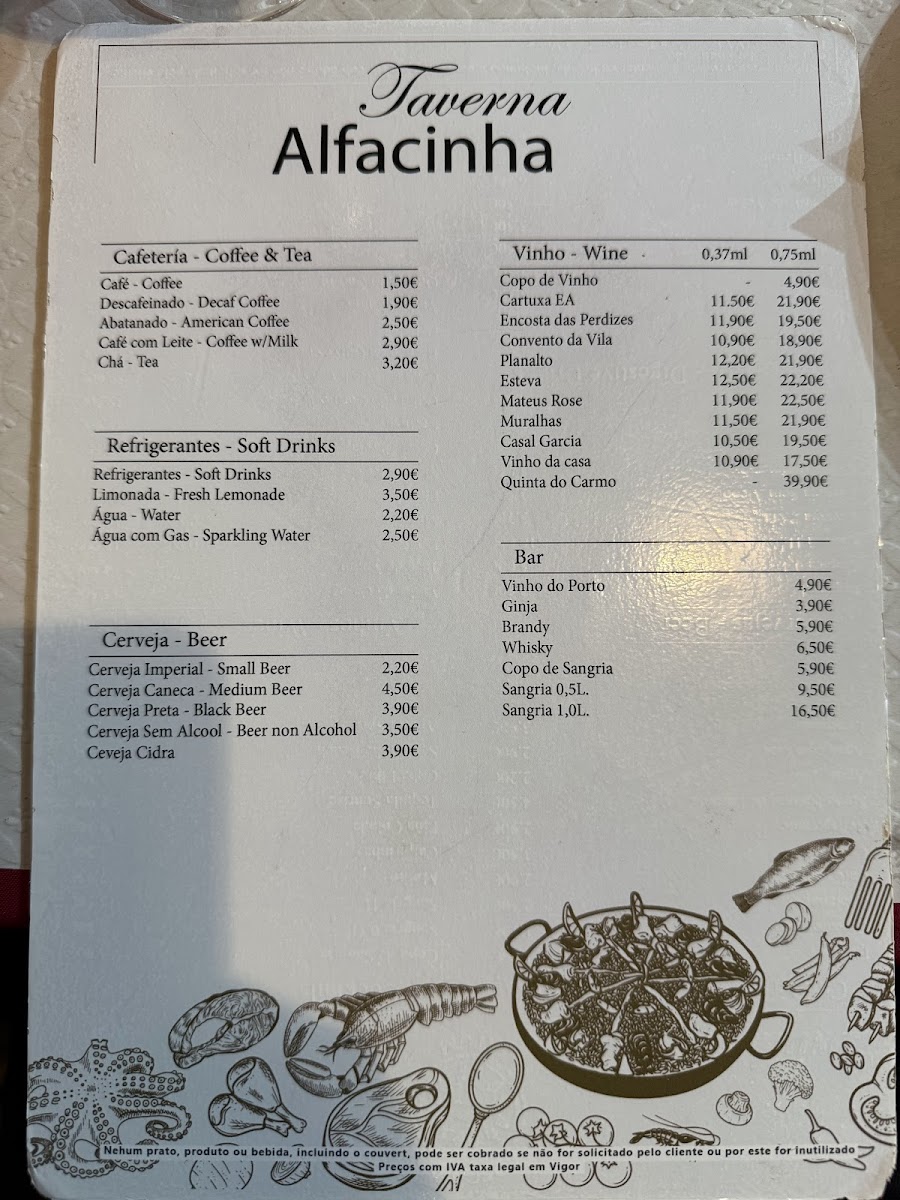 Taverna
Alfacinha
Cafetería - Coffee & Tea
Café - Coffee 1,50€
Descafeinado - Decaf Coffee 1,90€
Abatanado - American Coffee 2,50€
Café com Leite - Coffee w/Milk 2,90€
Chá - Tea 3,20€
Refrigerantes - Soft Drinks
Refrigerantes - Soft Drinks 2,90€
Limonada - Fresh Lemonade 3,50€
Água - Water 2,20€
Água com Gas - Sparkling Water 2,50€
Cerveja - Beer
Cerveja Imperial - Small Beer 2,20€
Cerveja Caneca - Medium Beer 4,50€
Cerveja Preta - Black Beer 3,90€
Cerveja Sem Alcool - Beer non Alcohol 3,50€
Ceveja Cidra 3,90€
Vinho - Wine 0,37ml 0,75ml
Copo de Vinho - 4,90€
Cartuxa EA 11.50€ 21,90€
Encosta das Perdizes 11,90€ 19,50€
Convento da Vila 10,90€ 18,90€
Planalto 12,20€ 21,90€
Esteva 12,50€ 22,20€
Mateus Rose 11,90€ 22,50€
Muralhas 11,50€ 21,90€
Casal Garcia 10,50€ 19,50€
Vinho da casa 10,90€ 17,50€
Quinta do Carmo - 39,90€
Bar
Vinho do Porto 4,90€
Ginja 3,90€
Brandy 5,90€
Whisky 6,50€
Copo de Sangria 5,90€
Sangria 0,5L. 9,50€
Sangria 1,0L. 16,50€
Nehum prato, produto ou bebida, incluindo o couvert, pode ser cobrado se não for solicitado pelo cliente ou por este for inutilizado
Preços com IVA taxa legal em Vigor